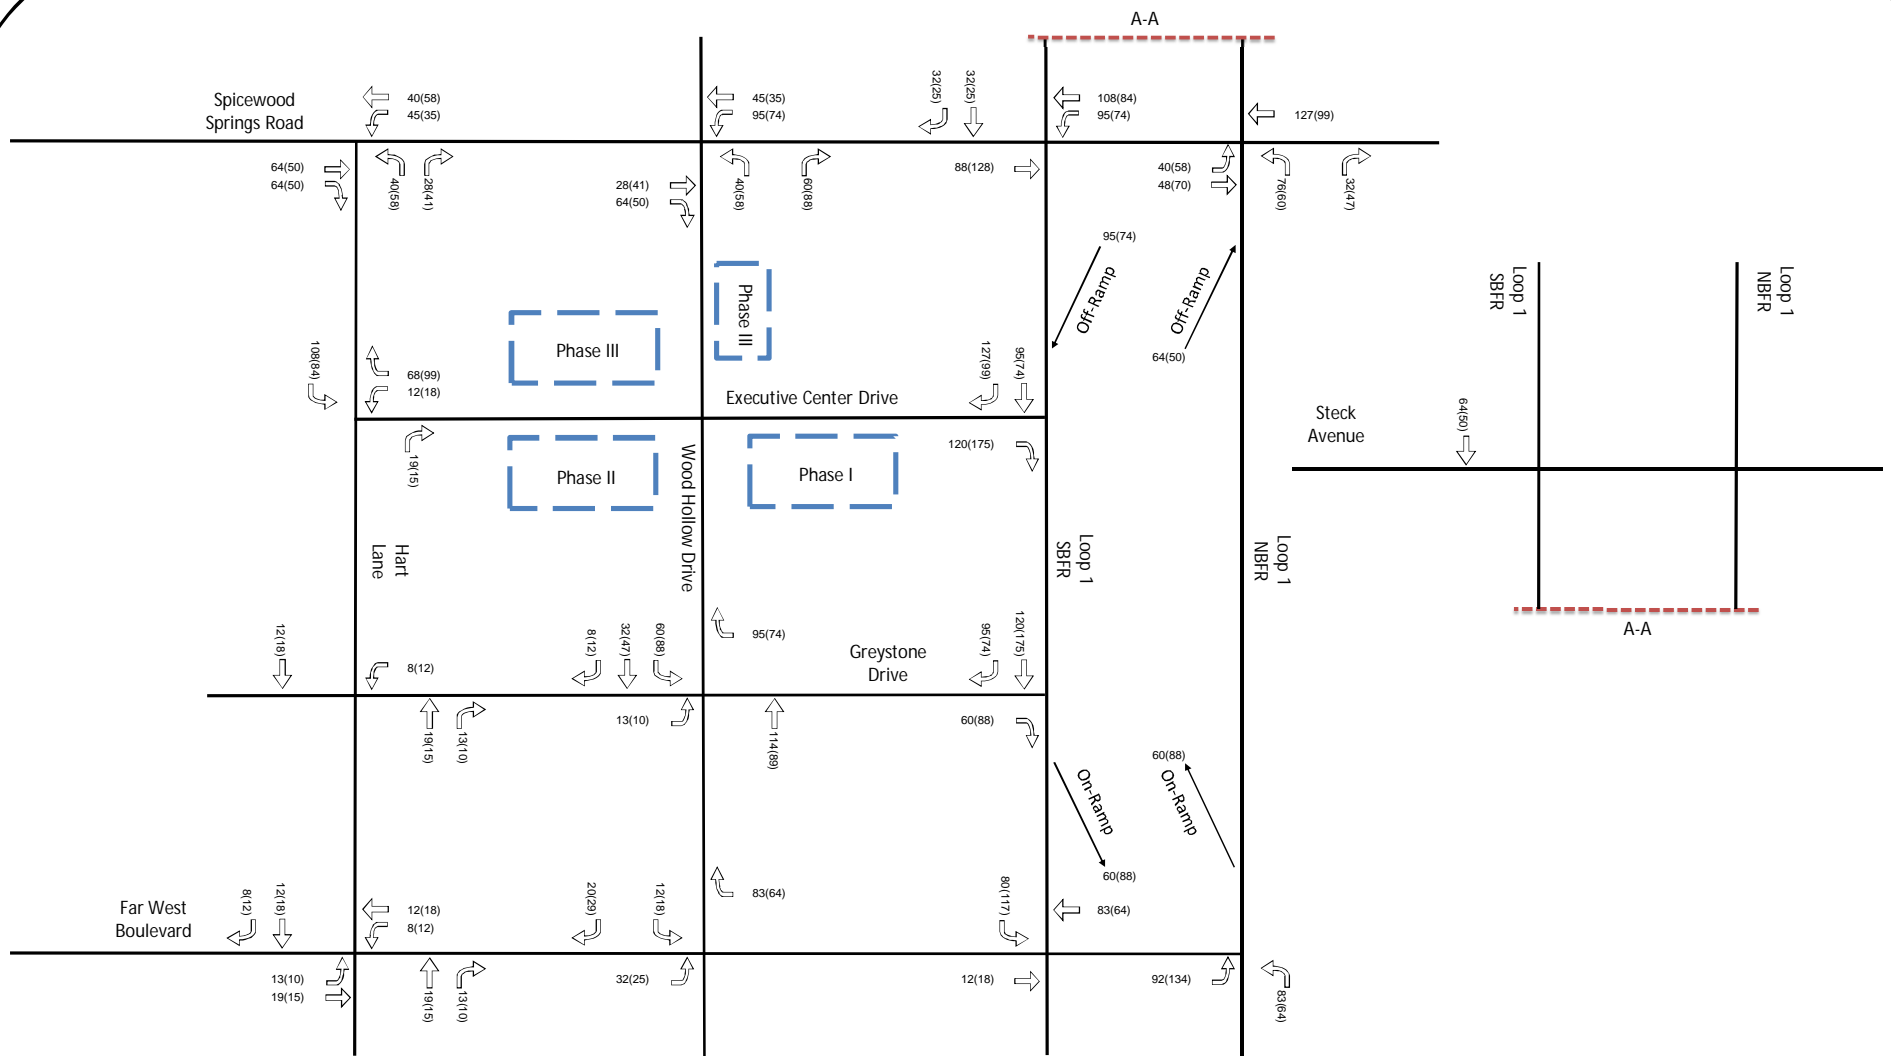 A-A
Spicewood
Springs Road
40(58)
45(35)
45(35)
95(74)
32(25)
32(25)
108(84)
95(74)
127(99)
64(50)
64(50)
40(58)
28(41)
28(41)
64(50)
40(58)
60(88)
88(128)
40(58)
48(70)
76(60)
32(47)
95(74)
Off-Ramp
Off-Ramp
64(50)
Phase III
Phase III
108(84)
68(99)
12(18)
Executive Center Drive
127(99)
95(74)
19(15)
Phase II
Phase I
120(175)
Wood Hollow Drive
Hart
Lane
Loop 1
SBFR
Loop 1
NBFR
Loop 1
SBFR
Loop 1
NBFR
Steck
Avenue
64(50)
A-A
12(18)
8(12)
8(12)
32(47)
60(88)
95(74)
Greystone
Drive
95(74)
120(175)
19(15)
13(10)
13(10)
114(89)
60(88)
On-Ramp
60(88)
60(88)
On-Ramp
Far West
Boulevard
8(12)
12(18)
12(18)
8(12)
20(29)
12(18)
83(64)
80(117)
83(64)
13(10)
19(15)
19(15)
13(10)
32(25)
12(18)
92(134)
83(64)